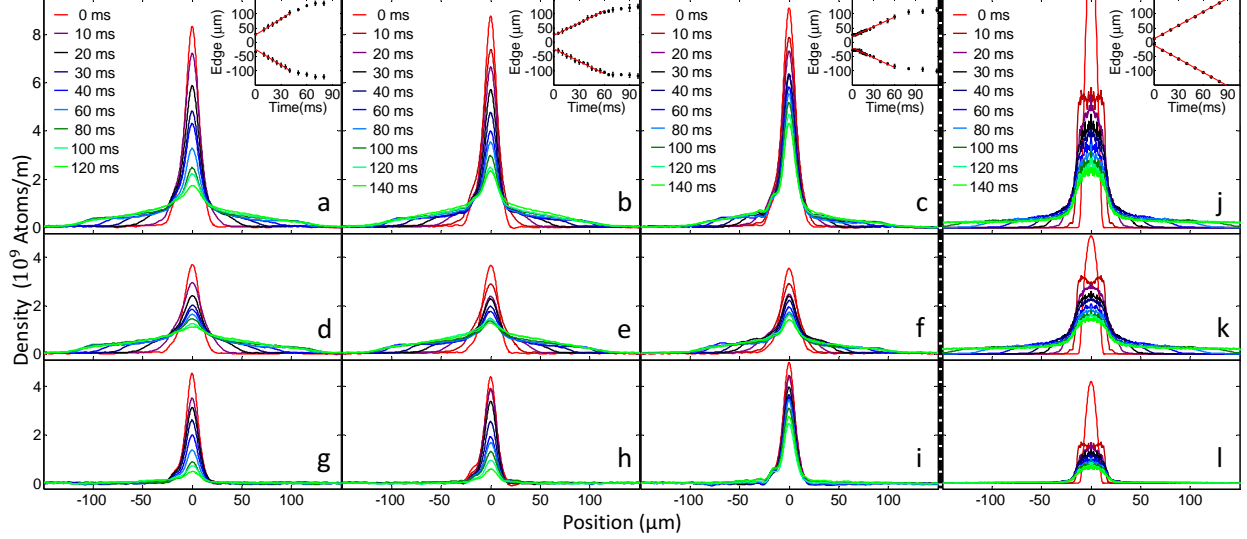 Density (10⁹ Atoms/m)
8
6
4
2
0
0 ms
10 ms
20 ms
30 ms
40 ms
60 ms
80 ms
100 ms
120 ms
Edge (µm)
100
50
0
-50
-100
0 30 60 90
Time(ms)
a
0 ms
10 ms
20 ms
30 ms
40 ms
60 ms
80 ms
100 ms
120 ms
140 ms
Edge (µm)
100
50
0
-50
-100
0 30 60 90
Time(ms)
b
0 ms
10 ms
20 ms
30 ms
40 ms
60 ms
80 ms
100 ms
120 ms
140 ms
Edge (µm)
100
50
0
-50
-100
0 30 60 90
Time(ms)
c
0 ms
10 ms
20 ms
30 ms
40 ms
60 ms
80 ms
100 ms
120 ms
140 ms
Edge (µm)
100
50
0
-50
-100
0 30 60 90
Time(ms)
j
4
2
0
d
e
f
k
4
2
0
g
h
i
l
-100 -50 0 50 100
-100 -50 0 50 100
-100 -50 0 50 100
-100 -50 0 50 100
Position (µm)